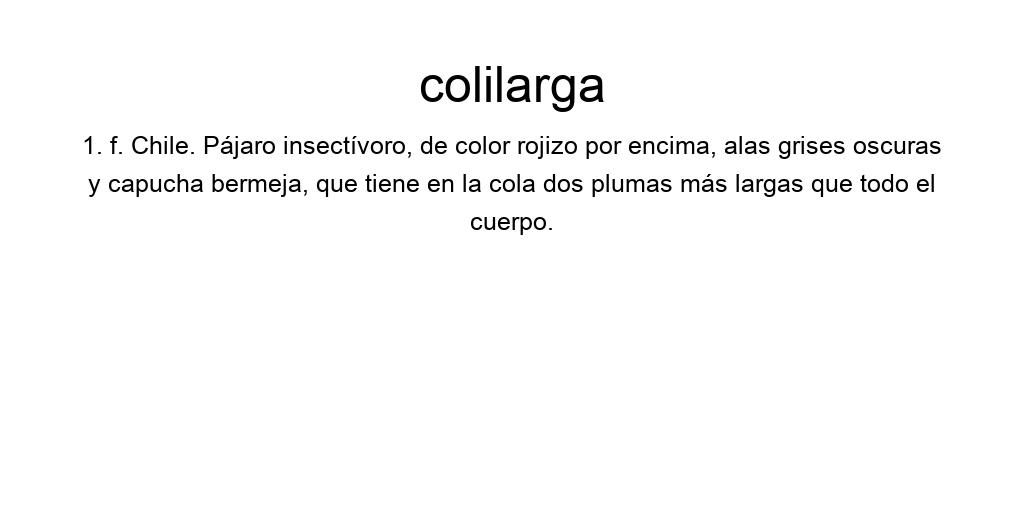 colilarga
1. f. Chile. Pájaro insectívoro, de color rojizo por encima, alas grises oscuras
y capucha bermeja, que tiene en la cola dos plumas más largas que todo el
cuerpo.